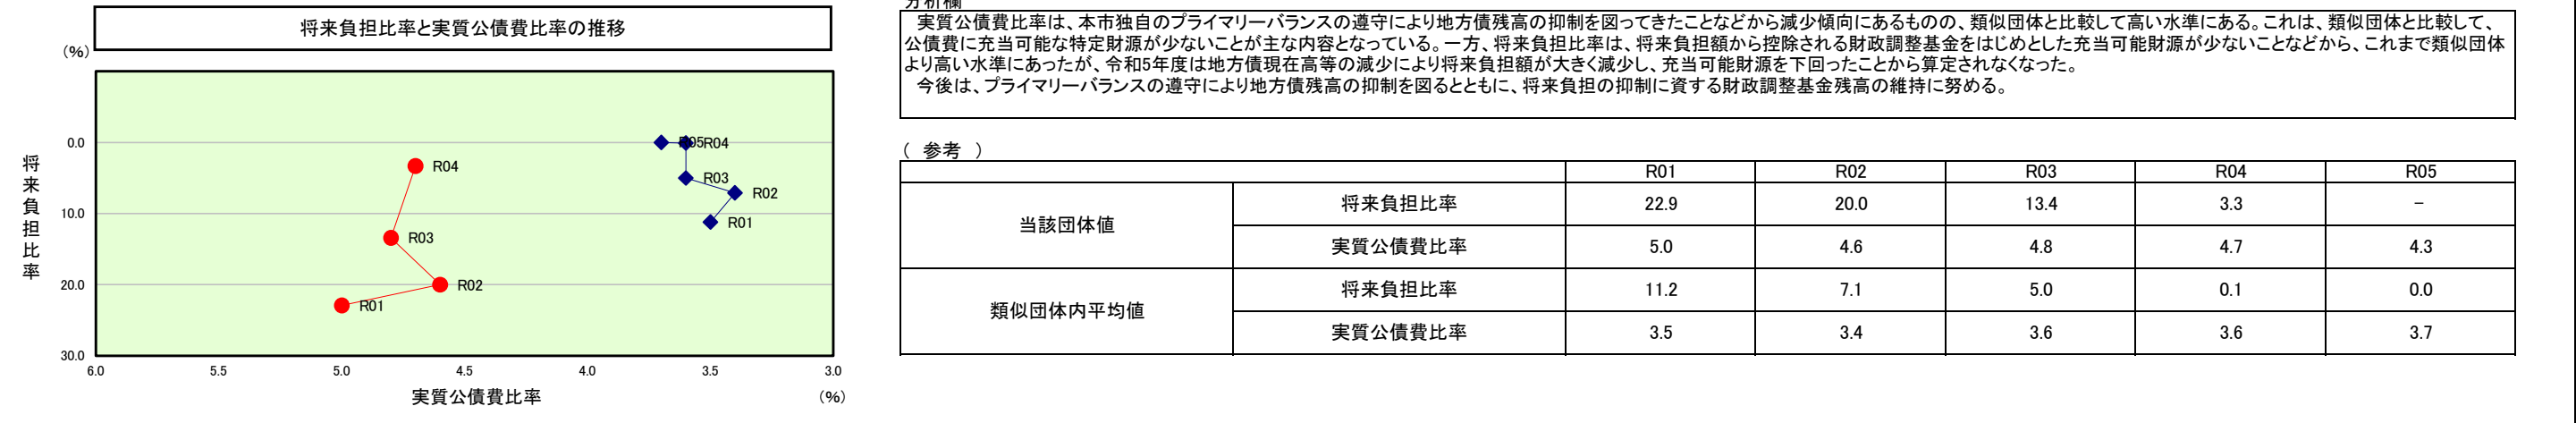 将来負担比率と実質公債費比率の推移
(%)
将来負担比率
0.0
10.0
20.0
30.0
R04
R03
R02
R01
R05
R04
R03
R02
R01
6.0 5.5 5.0 4.5 4.0 3.5 3.0
実質公債費比率
(%)
分析欄
実質公債費比率は、本市独自のプライマリーバランスの遵守により地方債残高の抑制を図ってきたことなどから減少傾向にあるものの、類似団体と比較して高い水準にある。これは、類似団体と比較して、
公債費に充当可能な特定財源が少ないことが主な内容となっている。一方、将来負担比率は、将来負担額から控除される財政調整基金をはじめとした充当可能財源が少ないことなどから、これまで類似団体
より高い水準にあったが、令和5年度は地方債現在高等の減少により将来負担額が大きく減少し、充当可能財源を下回ったことから算定されなくなった。
今後は、プライマリーバランスの遵守により地方債残高の抑制を図るとともに、将来負担の抑制に資する財政調整基金残高の維持に努める。
( 参考 )
R01 R02 R03 R04 R05
当該団体値
将来負担比率 22.9 20.0 13.4 3.3 －
実質公債費比率 5.0 4.6 4.8 4.7 4.3
類似団体内平均値
将来負担比率 11.2 7.1 5.0 0.1 0.0
実質公債費比率 3.5 3.4 3.6 3.6 3.7